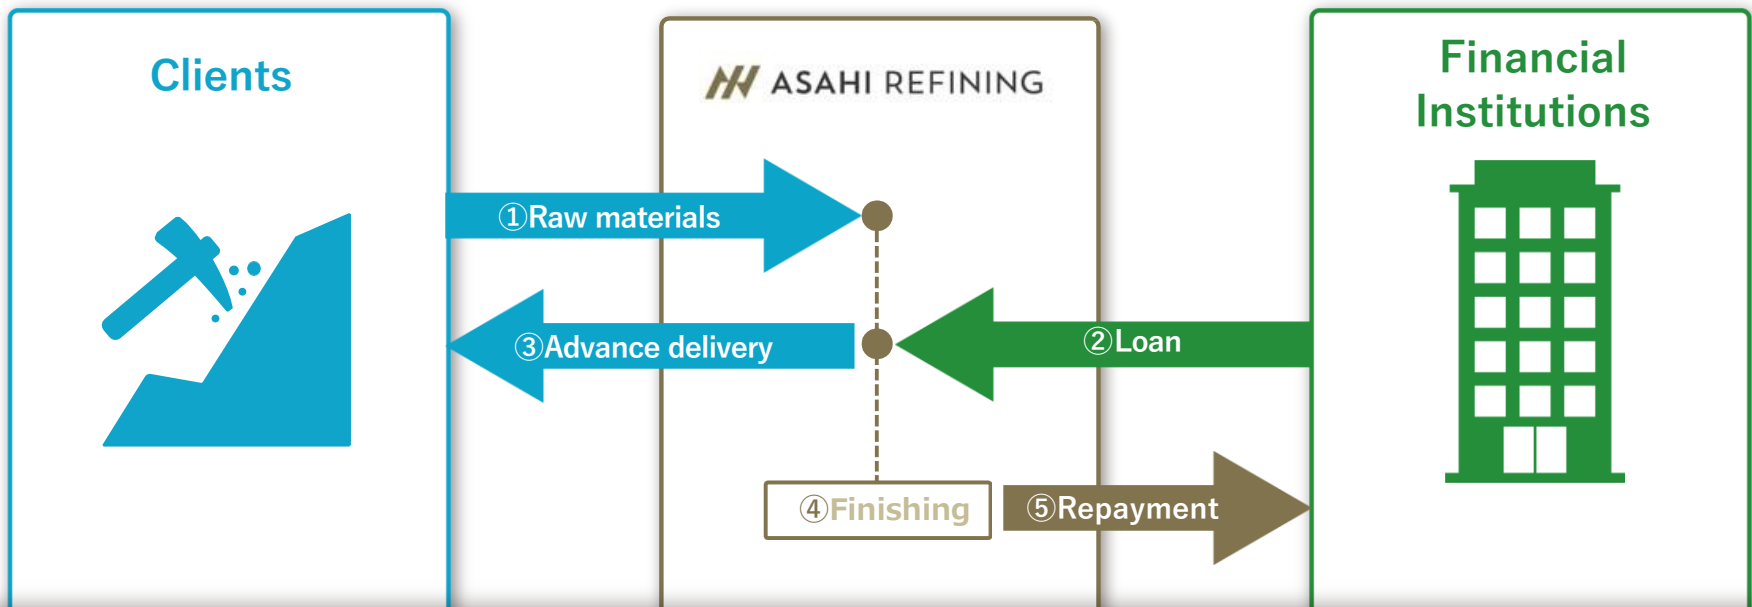 Clients
ASAHI REFINING
Financial
Institutions
①Raw materials
③Advance delivery
②Loan
④Finishing
⑤Repayment